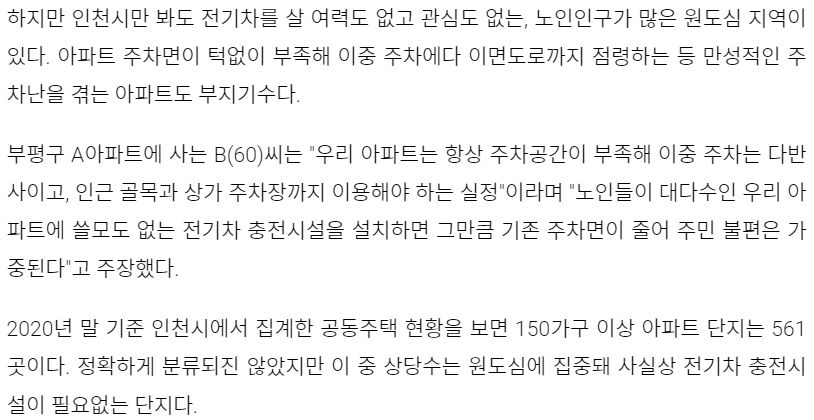 하지만 인천시만 봐도 전기차를 살 여력도 없고 관심도 없는, 노인인구가 많은 원도심 지역이
있다. 아파트 주차면이 턱없이 부족해 이중 주차에다 이면도로까지 점령하는 등 만성적인 주
차난을 겪는 아파트도 부지기수다.
부평구 A아파트에 사는 B(60)씨는 "우리 아파트는 항상 주차공간이 부족해 이중 주차는 다반
사이고, 인근 골목과 상가 주차장까지 이용해야 하는 실정"이라며 "노인들이 대다수인 우리 아
파트에 쓸모도 없는 전기차 충전시설을 설치하면 그만큼 기존 주차면이 줄어 주민 불편은 가
중된다"고 주장했다.
2020년 말 기준 인천시에서 집계한 공동주택 현황을 보면 150가구 이상 아파트 단지는 561
곳이다. 정확하게 분류되진 않았지만 이 중 상당수는 원도심에 집중돼 사실상 전기차 충전시
설이 필요없는 단지다.